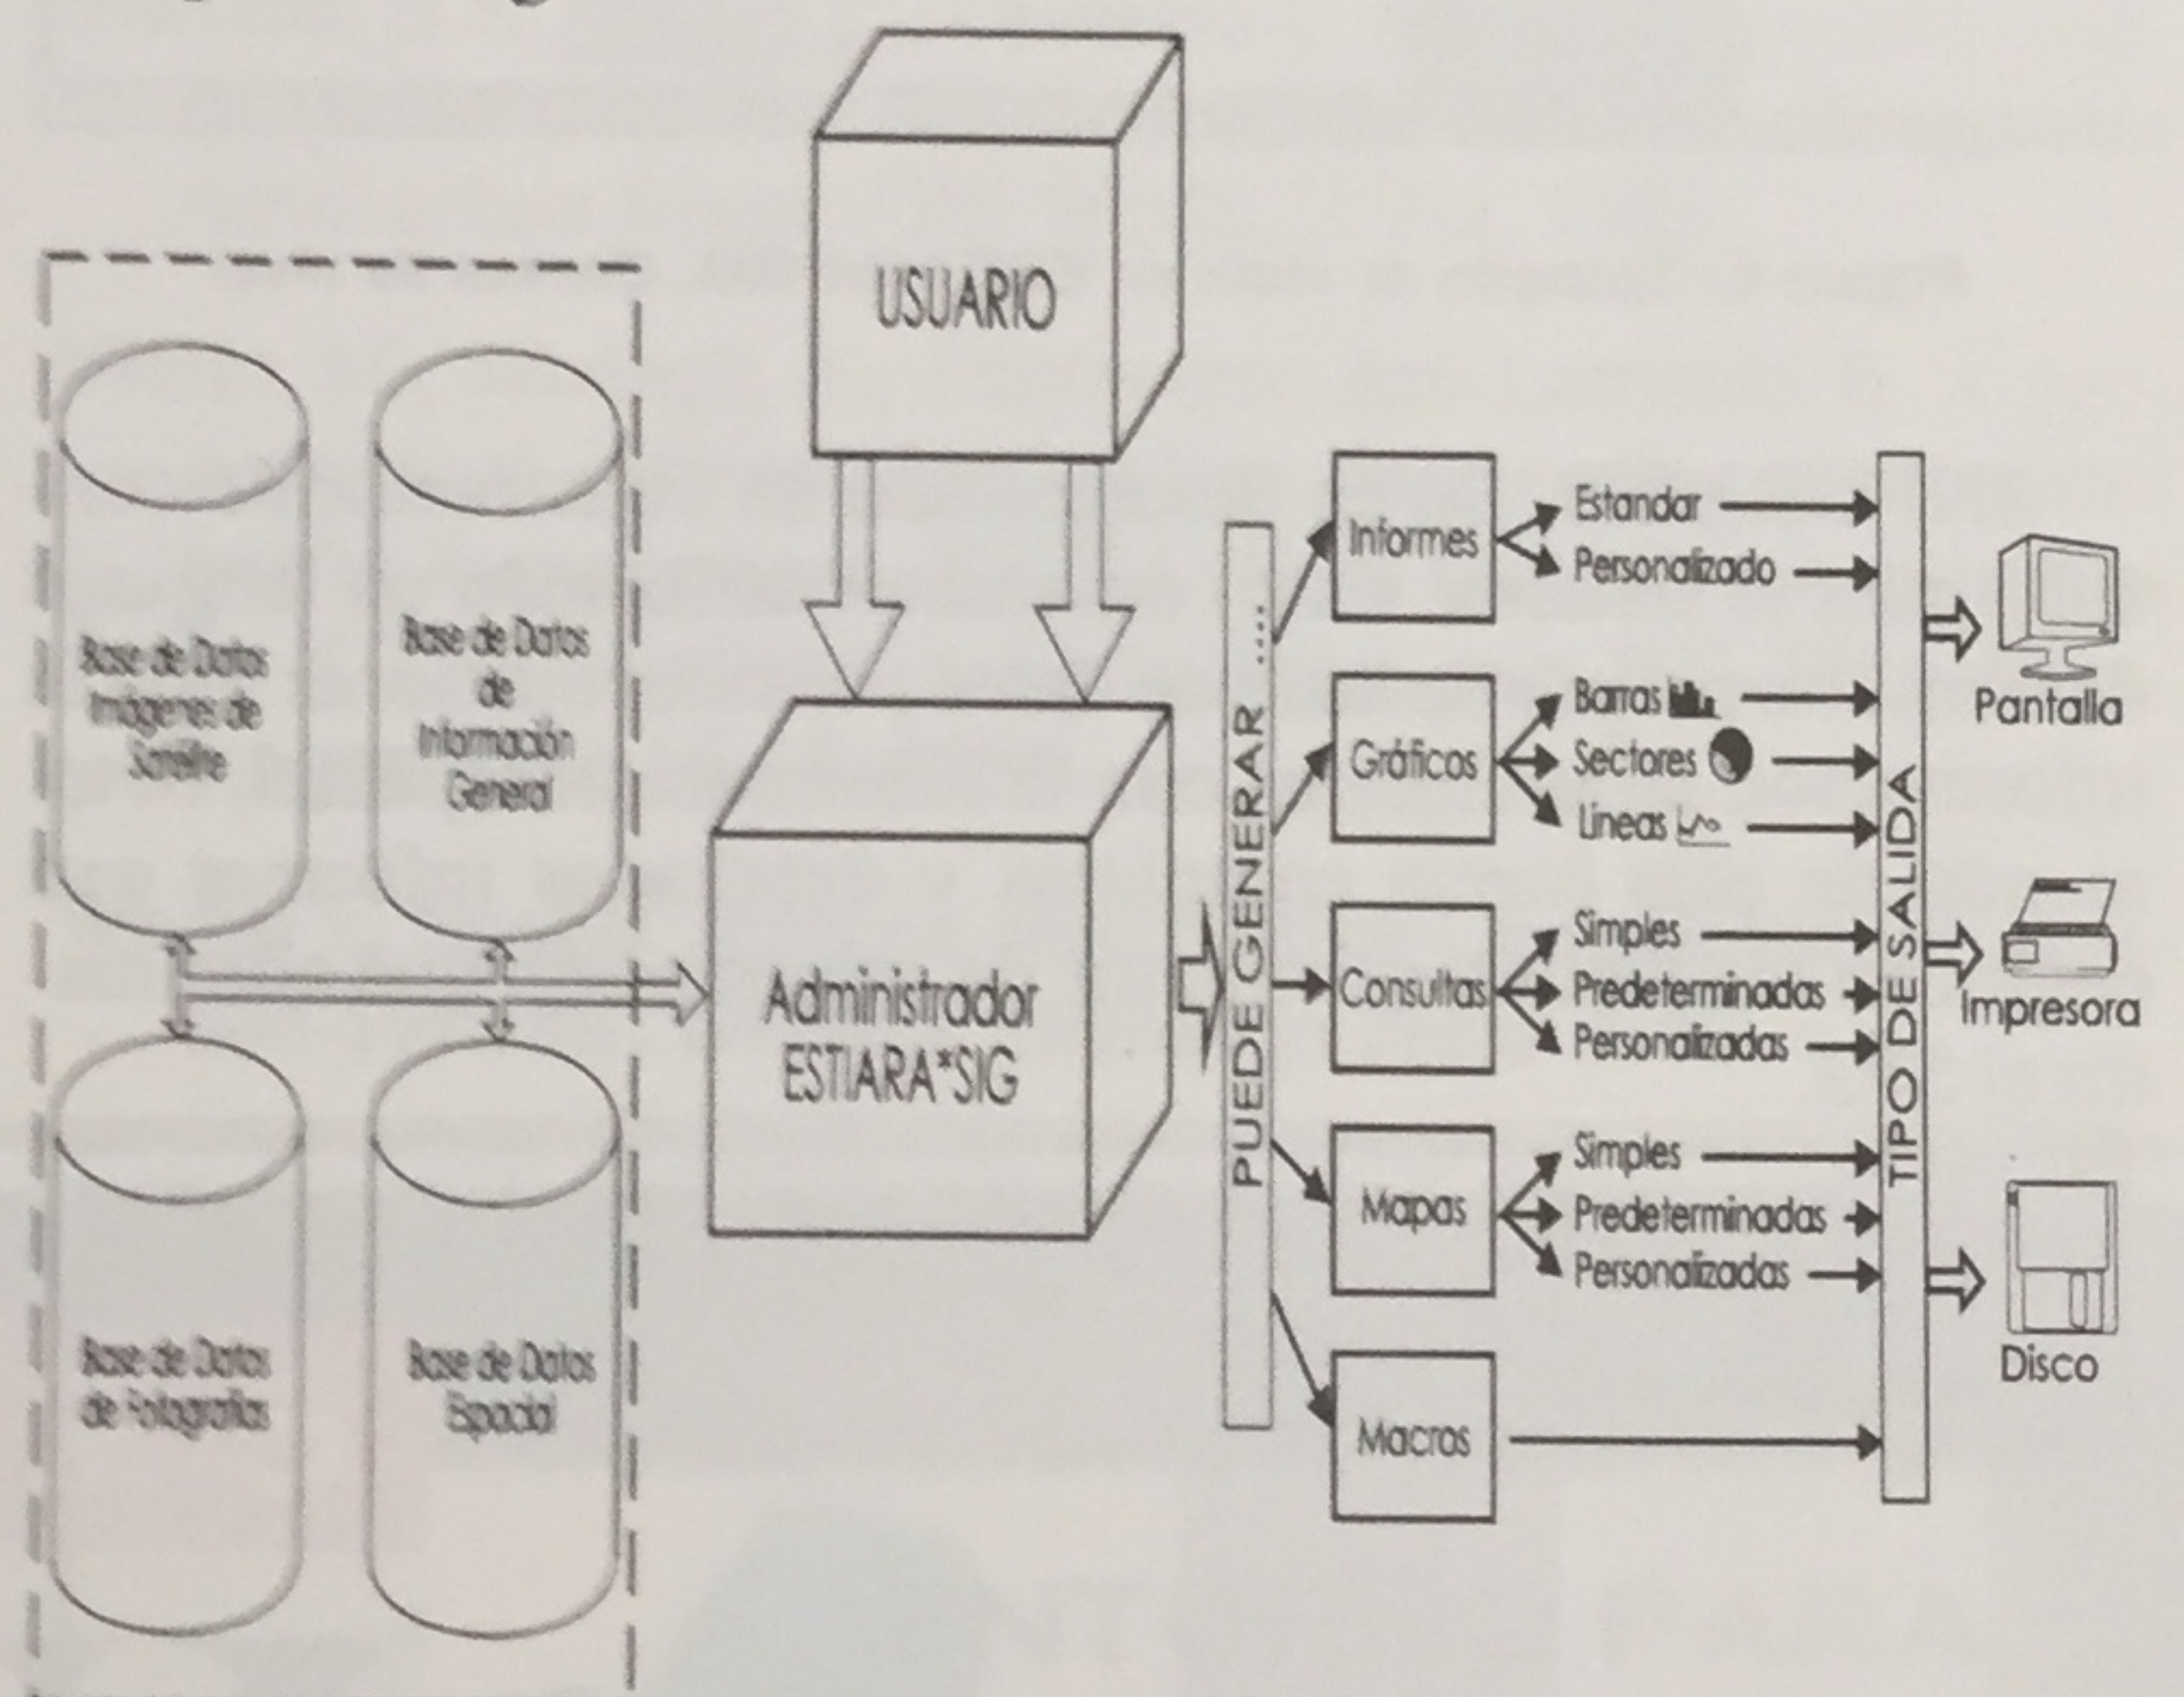 USUARIO
Base de Datos
Imágenes de
Satélite
Base de Datos
de
Información
General
Base de Datos
de Fotografías
Base de Datos
Espacial
Administrador
ESTIARA*SIG
PUEDE GENERAR ....
Informes
Estandar
Personalizado
Gráficos
Barras
Sectores
Líneas
Consultas
Simples
Predeterminadas
Personalizadas
Mapas
Simples
Predeterminadas
Personalizadas
Macros
TIPO DE SALIDA
Pantalla
Impresora
Disco